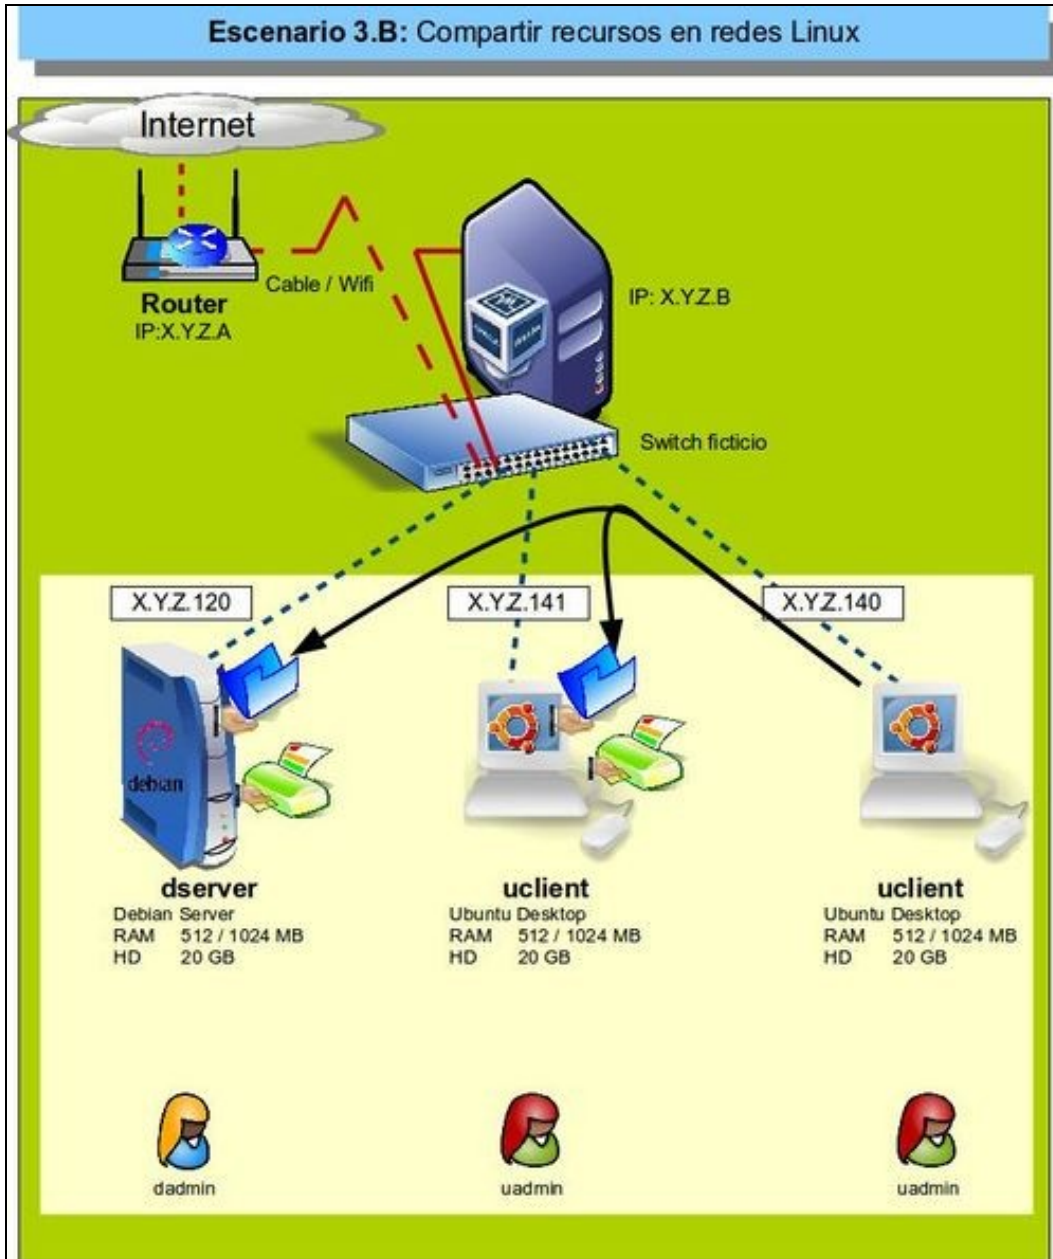 Escenario 3.B: Compartir recursos en redes Linux
Internet
Cable / Wifi
Router
IP:X.Y.Z.A
IP: X.Y.Z.B
Switch ficticio
X.Y.Z.120
X.Y.Z.141
X.Y.Z.140
debian
dserver
Debian Server
RAM 512 / 1024 MB
HD 20 GB
uclient
Ubuntu Desktop
RAM 512 / 1024 MB
HD 20 GB
uclient
Ubuntu Desktop
RAM 512 / 1024 MB
HD 20 GB
dadmin
uadmin
uadmin